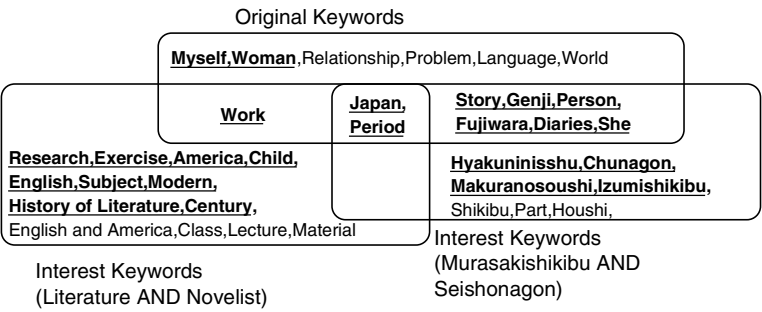 Original Keywords
Myself,Woman,Relationship,Problem,Language,World
Work
Japan,
Period
Story,Genji,Person,
Fujiwara,Diaries,She
Research,Exercise,America,Child,
English,Subject,Modern,
History of Literature,Century,
English and America,Class,Lecture,Material
Hyakuninisshu,Chunagon,
Makuranosoushi,Izumishikibu,
Shikibu,Part,Houshi,
Interest Keywords
(Literature AND Novelist)
Interest Keywords
(Murasakishikibu AND
Seishonagon)